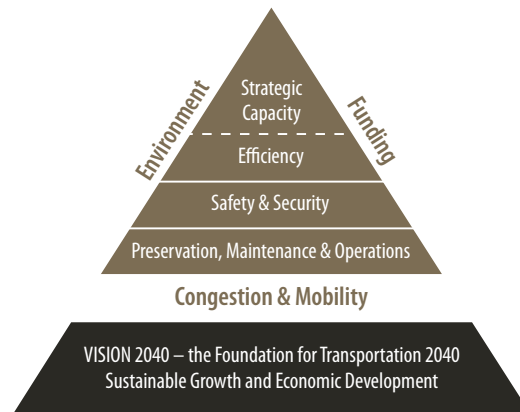 Strategic
Capacity
Environment
Funding
Efficiency
Safety & Security
Preservation, Maintenance & Operations
Congestion & Mobility
VISION 2040 – the Foundation for Transportation 2040
Sustainable Growth and Economic Development